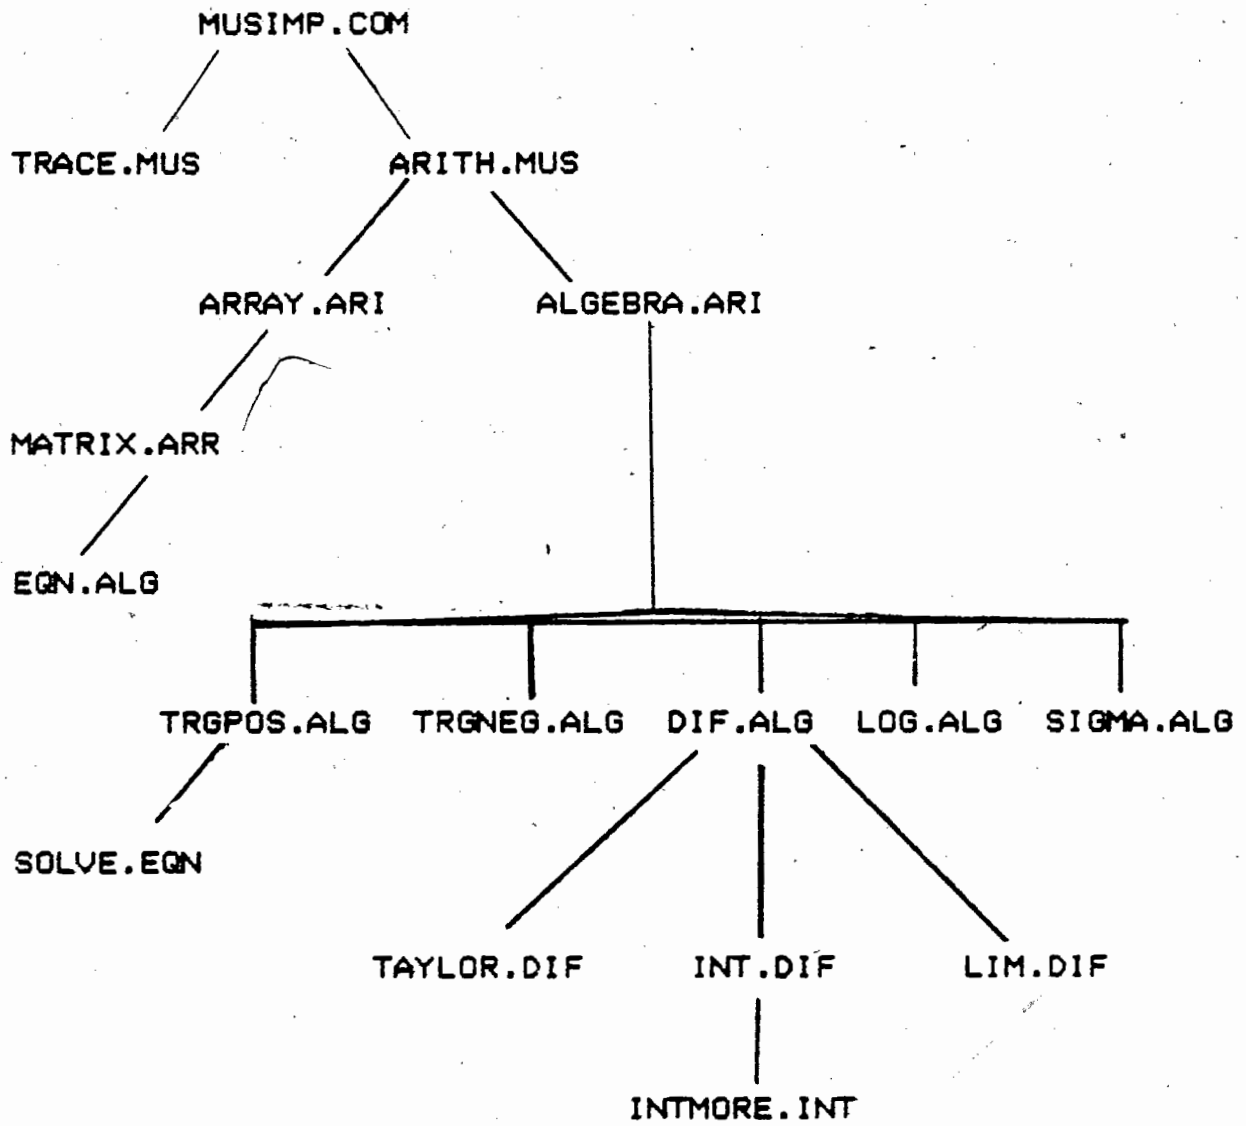 MUSIMP.COM
TRACE.MUS ARITH.MUS
ARRAY.ARI ALGEBRA.ARI
MATRIX.ARR
EQN.ALG
TRGPOS.ALG TRGNEG.ALG DIF.ALG LOG.ALG SIGMA.ALG
SOLVE.EQN
TAYLOR.DIF INT.DIF LIM.DIF
INTMORE.INT